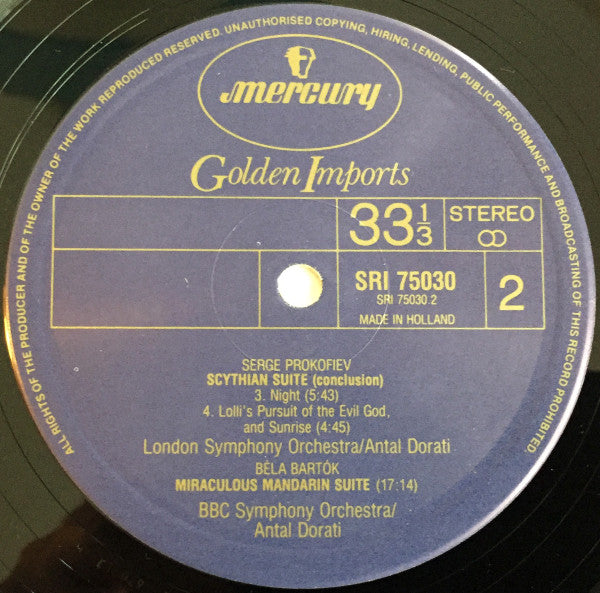 ALL RIGHTS OF THE PRODUCER AND OF THE OWNER OF THE WORK REPRODUCED RESERVED. UNAUTHORISED COPYING, HIRING, LENDING, PUBLIC PERFORMANCE AND BROADCASTING OF THIS RECORD PROHIBITED.
mercury
Golden Imports
33 1/3 STEREO
SRI 75030
SRI 75030.2
2
MADE IN HOLLAND
SERGE PROKOFIEV
SCYTHIAN SUITE (conclusion)
3. Night (5:43)
4. Lolli's Pursuit of the Evil God,
and Sunrise (4:45)
London Symphony Orchestra/Antal Dorati
BÉLA BARTÓK
MIRACULOUS MANDARIN SUITE (17:14)
BBC Symphony Orchestra/
Antal Dorati